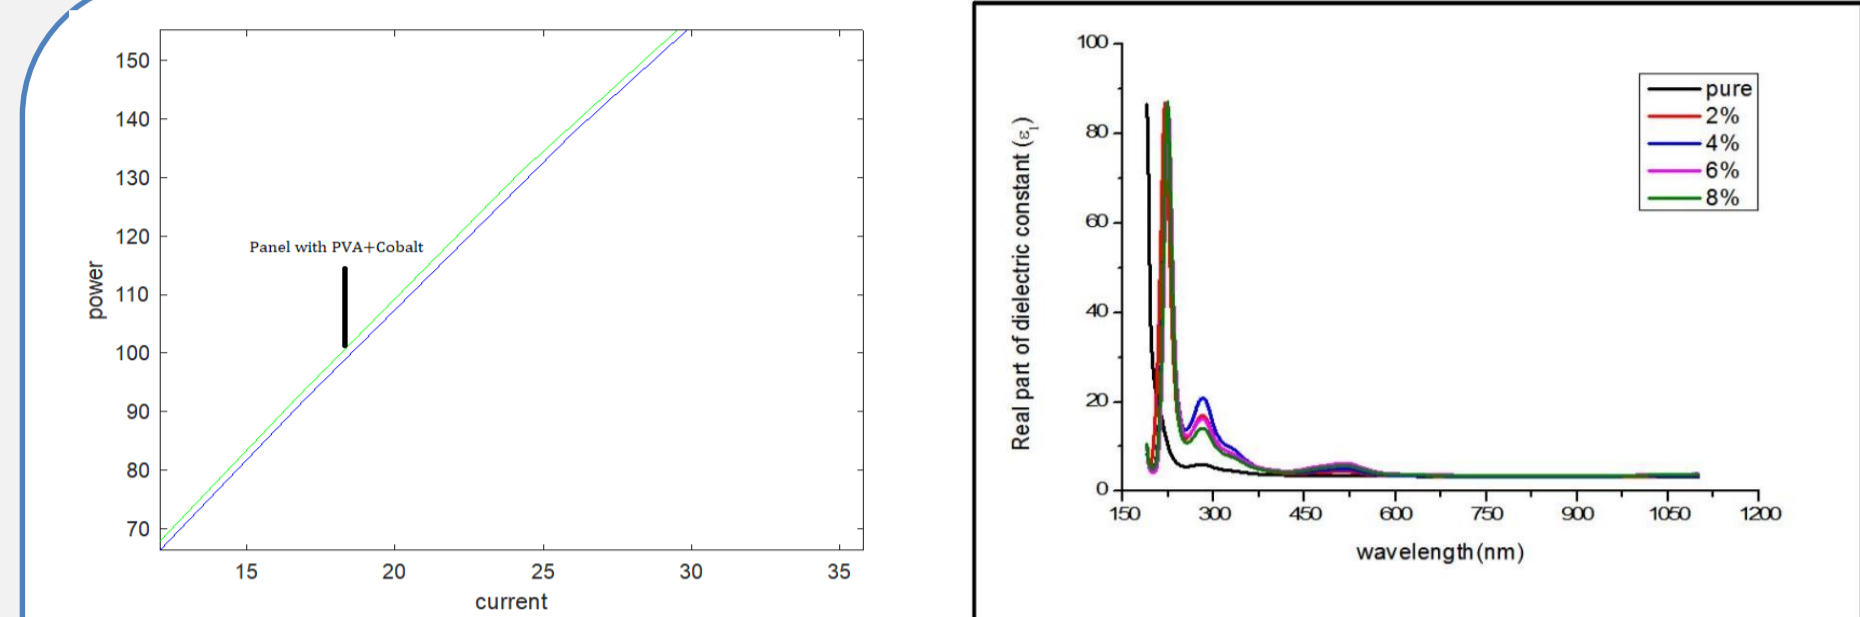 150
140
130
120
110
100
90
80
70
power
Panel with PVA+Cobalt
15 20 25 30 35
current
100
80
60
40
20
0
Real part of dielectric constant (ε₁)
pure
2%
4%
6%
8%
150 300 450 600 750 900 1050 1200
wavelength(nm)